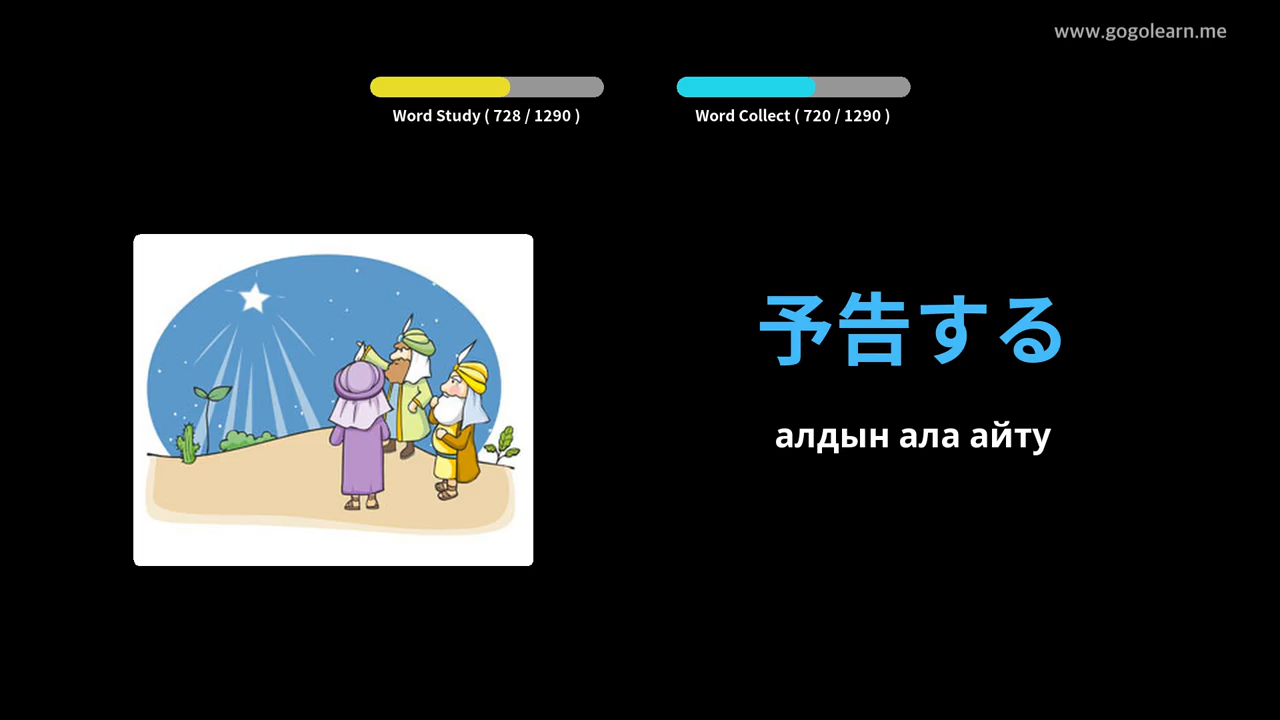 www.gogolearn.me
Word Study ( 728 / 1290 )
Word Collect ( 720 / 1290 )
予告する
алдын ала айту